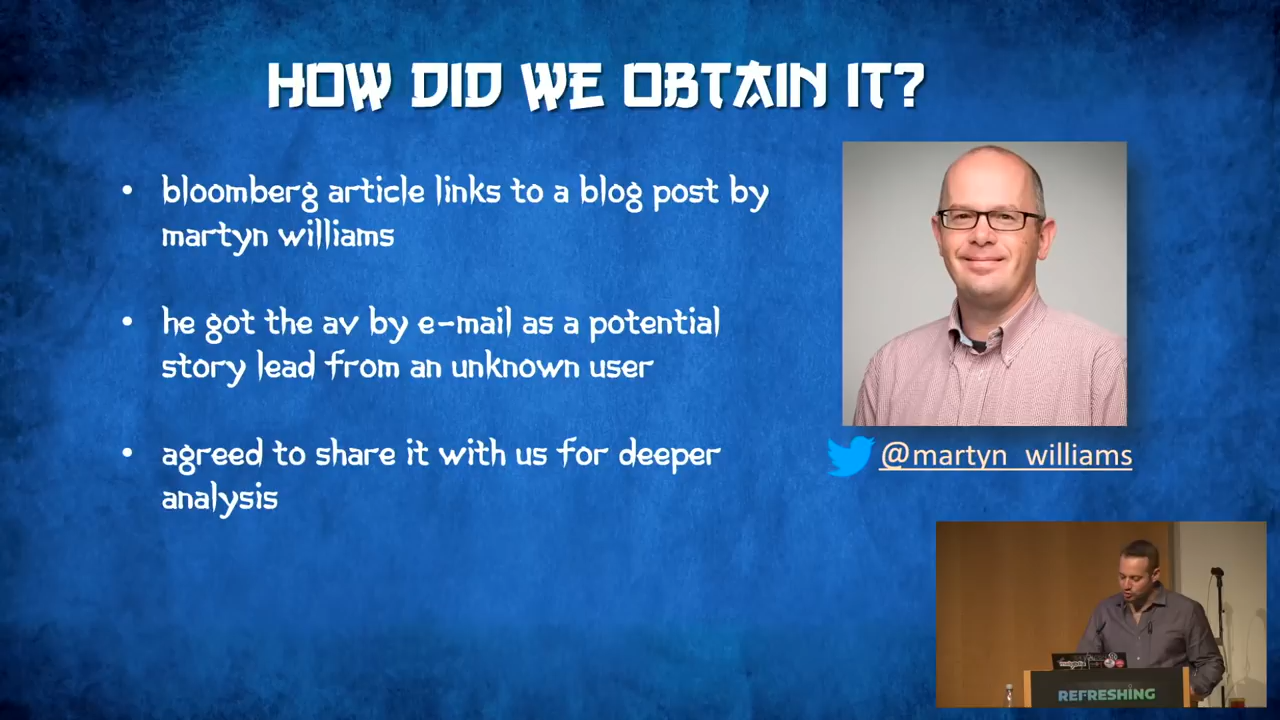 HOW DID WE OBTAIN IT?
• bloomberg article links to a blog post by
martyn williams
• he got the av by e-mail as a potential
story lead from an unknown user
• agreed to share it with us for deeper
analysis
@martyn_williams
REFRESHING